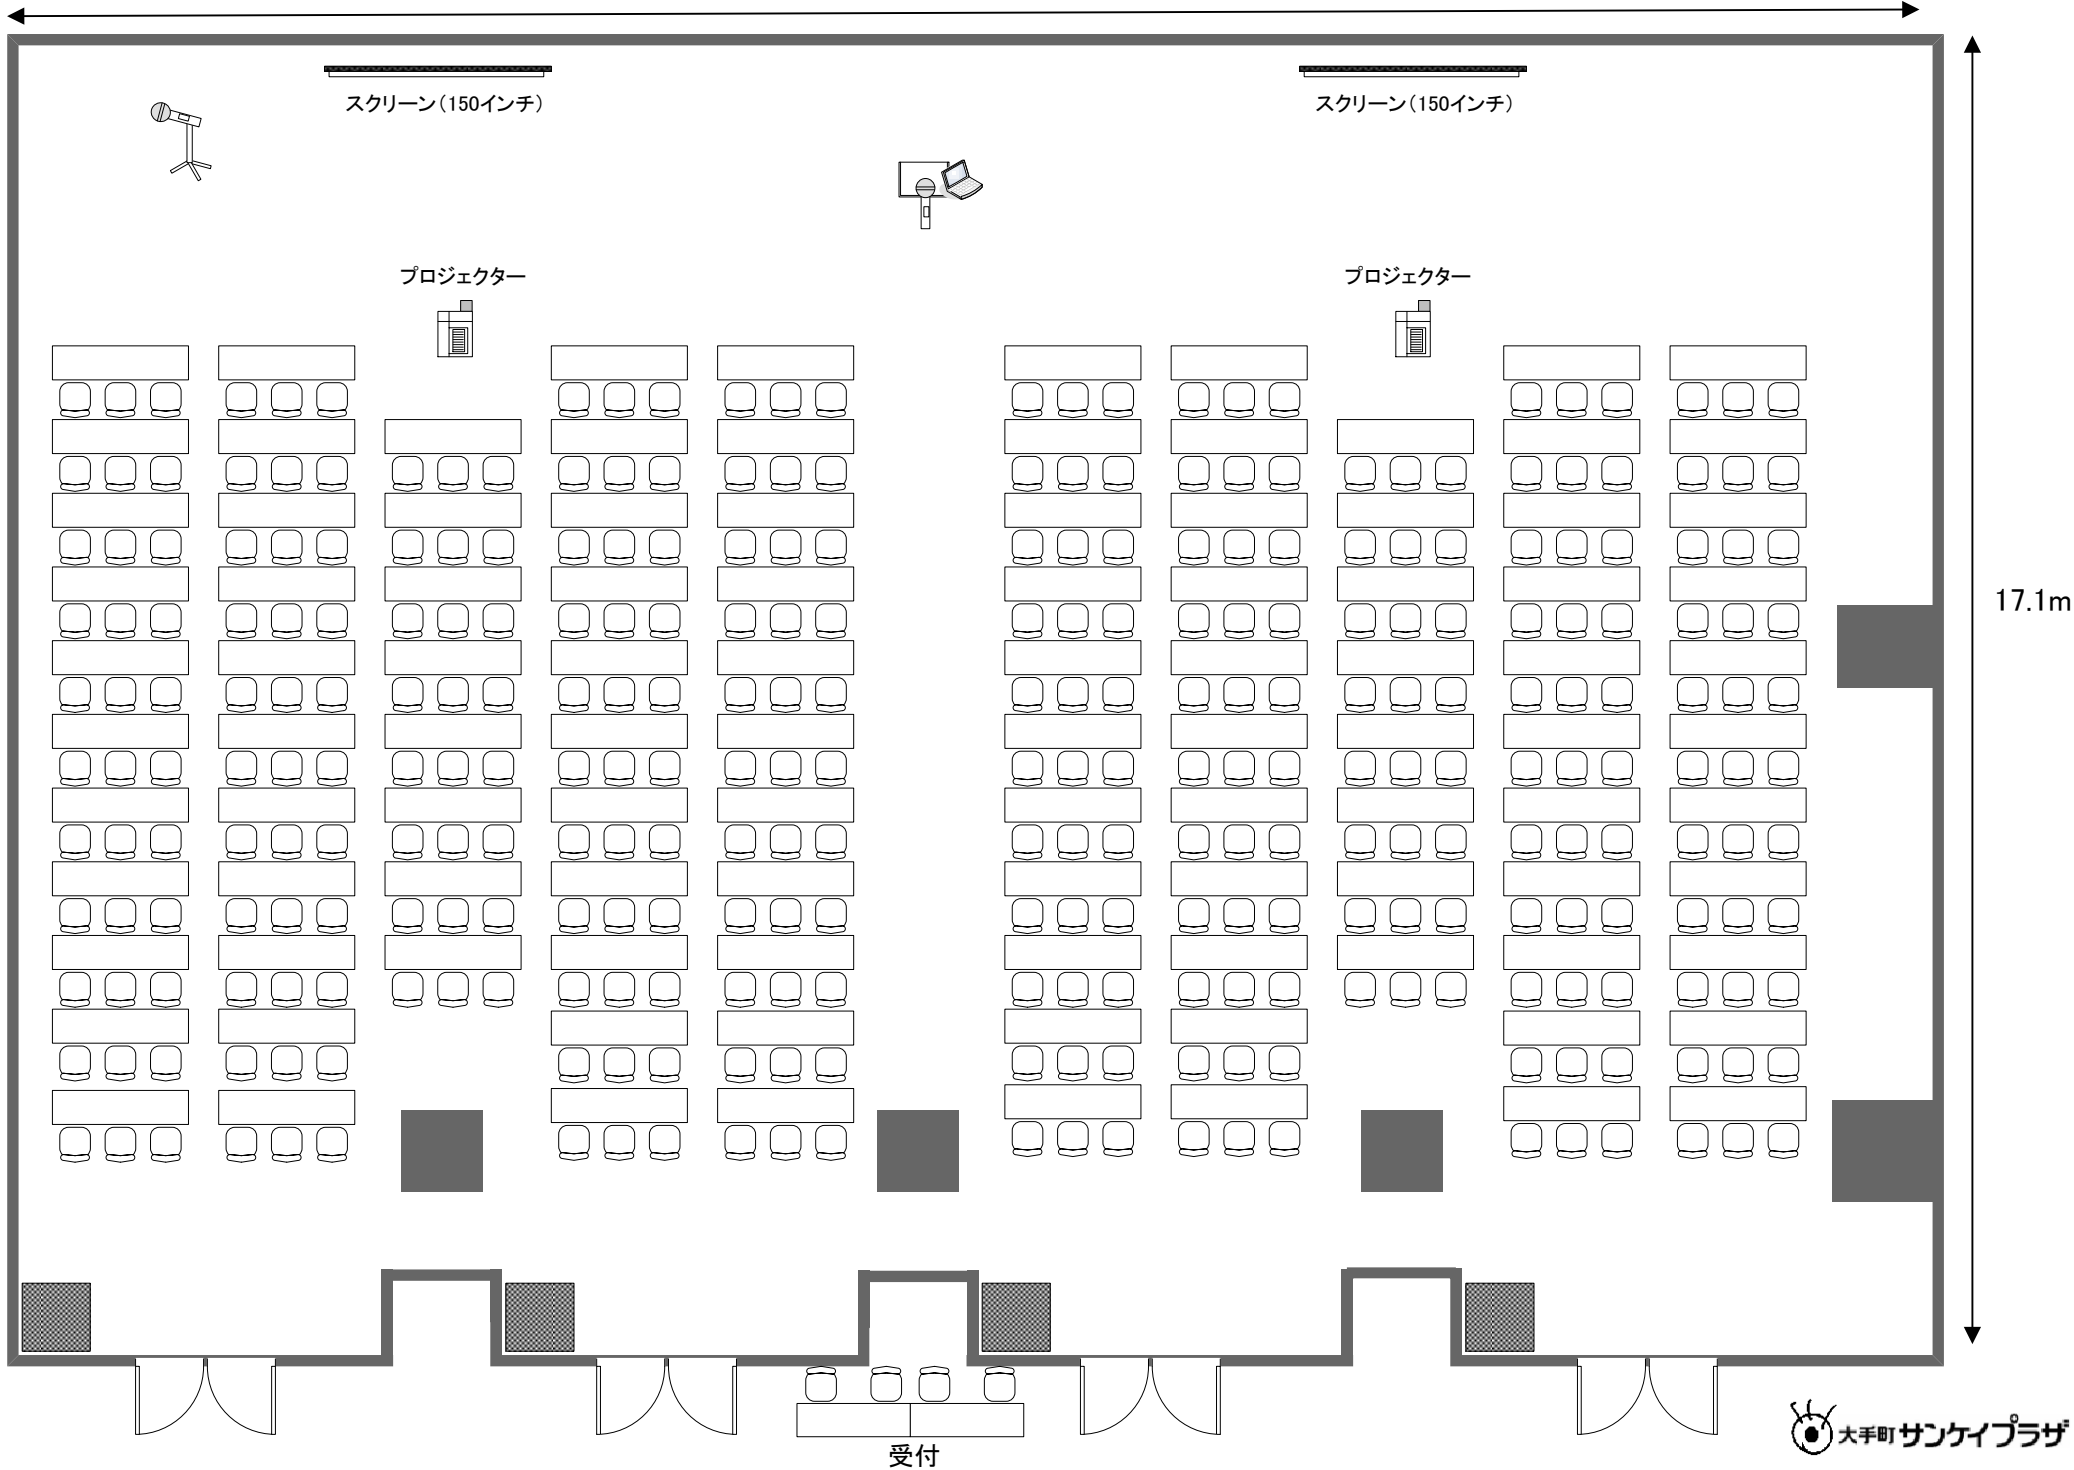 スクリーン（150インチ）
スクリーン（150インチ）
プロジェクター
プロジェクター
17.1m
受付
大手町 サンケイプラザ